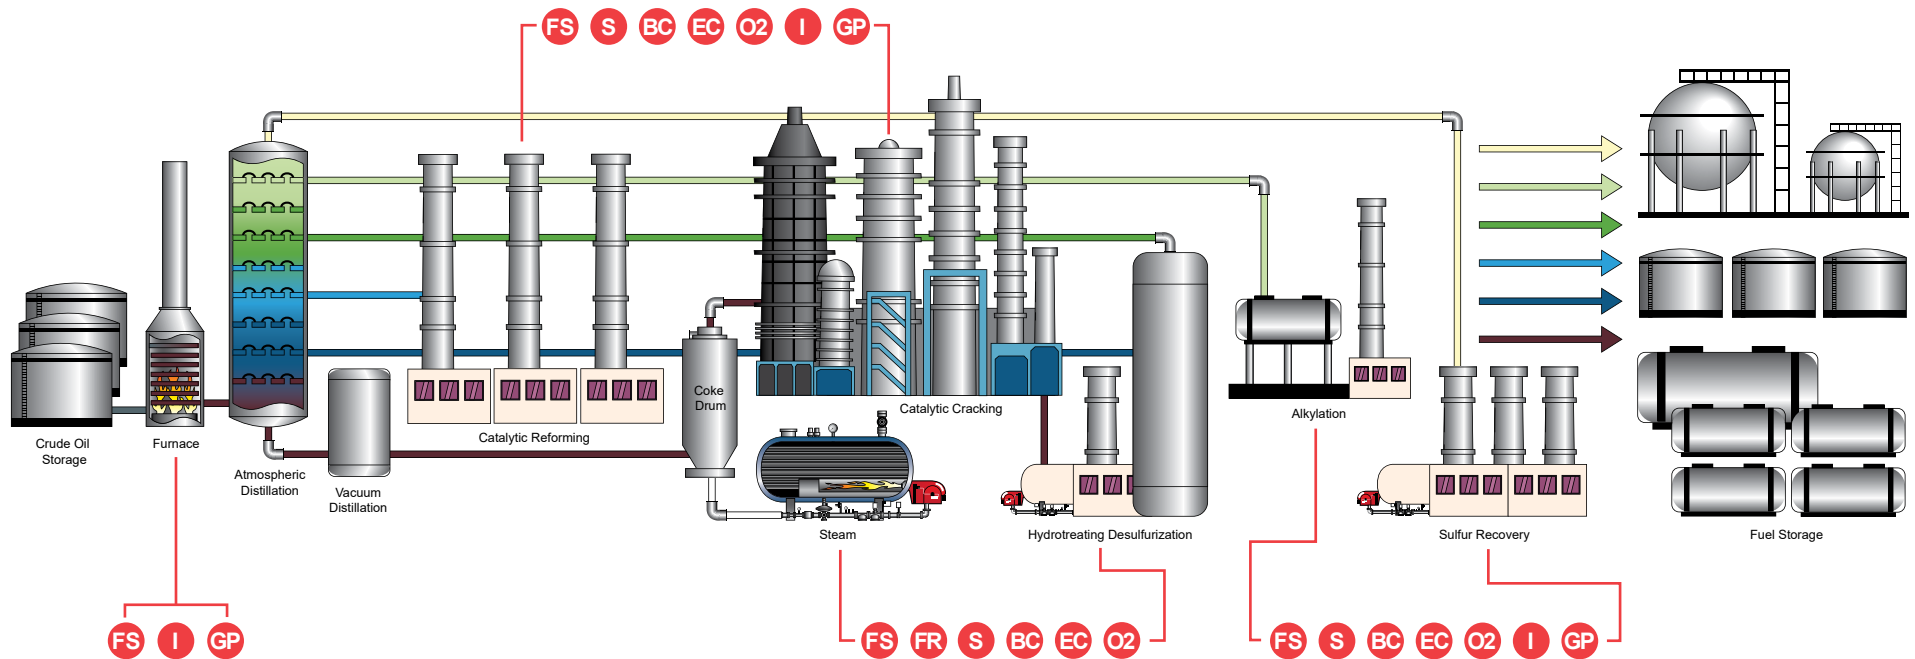 FS S BC EC O2 I GP
Crude Oil
Storage
Furnace
Atmospheric
Distillation
Vacuum
Distillation
Catalytic Reforming
Coke
Drum
Catalytic Cracking
Steam
Hydrotreating Desulfurization
Alkylation
Sulfur Recovery
Fuel Storage
FS I GP
FS FR S BC EC O2
FS S BC EC O2 I GP